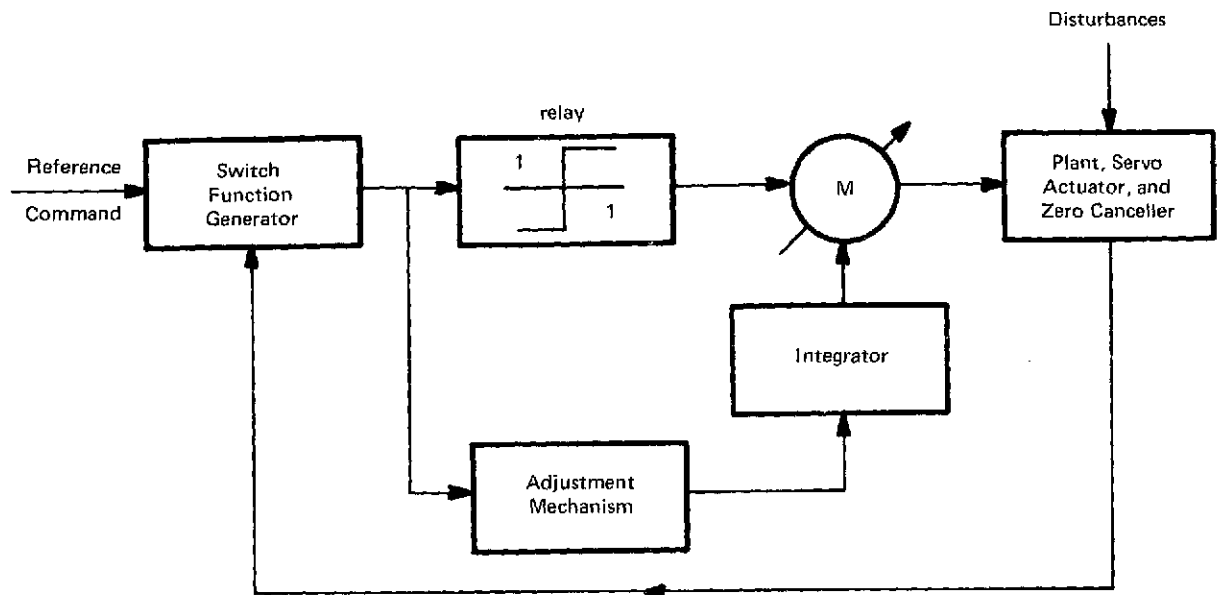 Disturbances
relay
Reference
Command
Switch
Function
Generator
1
1
M
Plant, Servo
Actuator, and
Zero Canceller
Integrator
Adjustment
Mechanism